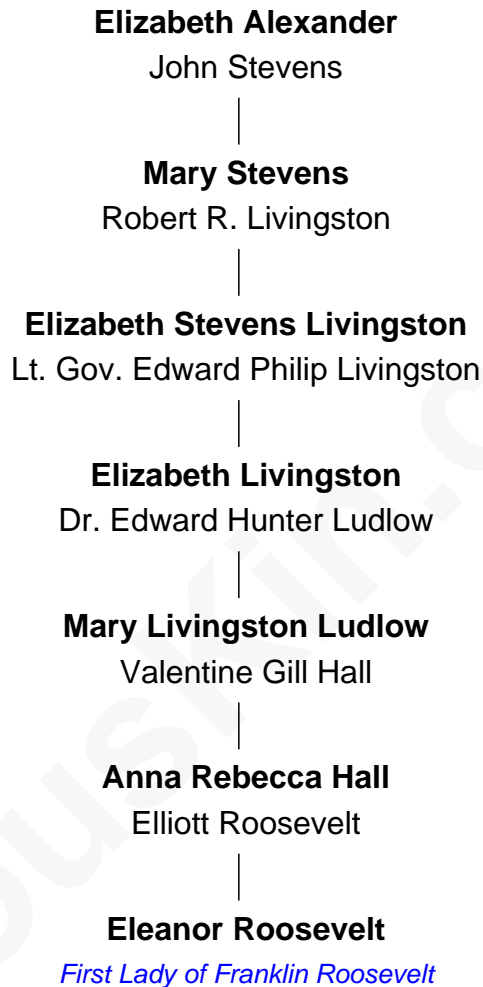 Elizabeth Alexander
John Stevens
Mary Stevens
Robert R. Livingston
Elizabeth Stevens Livingston
Lt. Gov. Edward Philip Livingston
Elizabeth Livingston
Dr. Edward Hunter Ludlow
Mary Livingston Ludlow
Valentine Gill Hall
Anna Rebecca Hall
Elliott Roosevelt
Eleanor Roosevelt
First Lady of Franklin Roosevelt